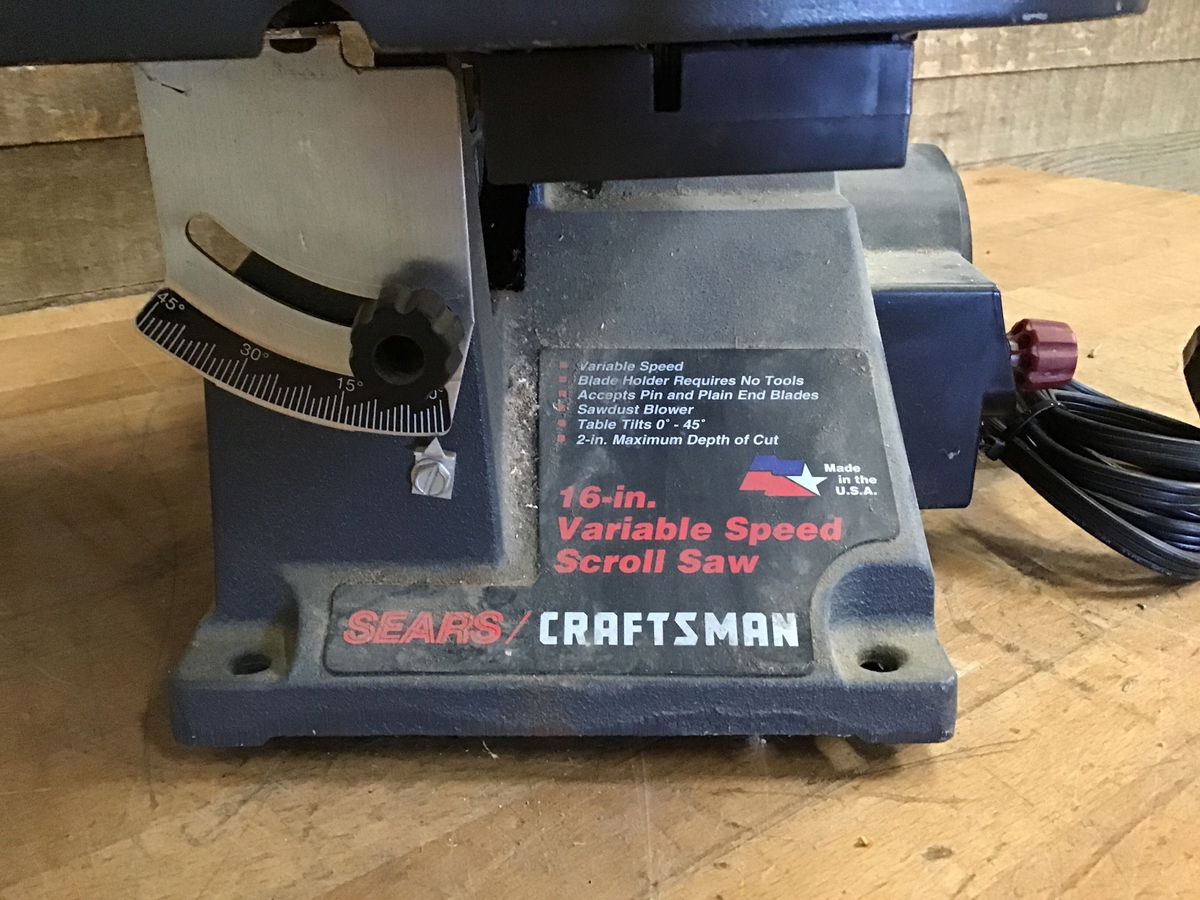 45°
30°
15°
0°
Variable Speed
Blade Holder Requires No Tools
Accepts Pin and Plain End Blades
Sawdust Blower
Table Tilts 0° - 45°
2-in. Maximum Depth of Cut
Made
in the
U.S.A.
16-in.
Variable Speed
Scroll Saw
SEARS / CRAFTSMAN